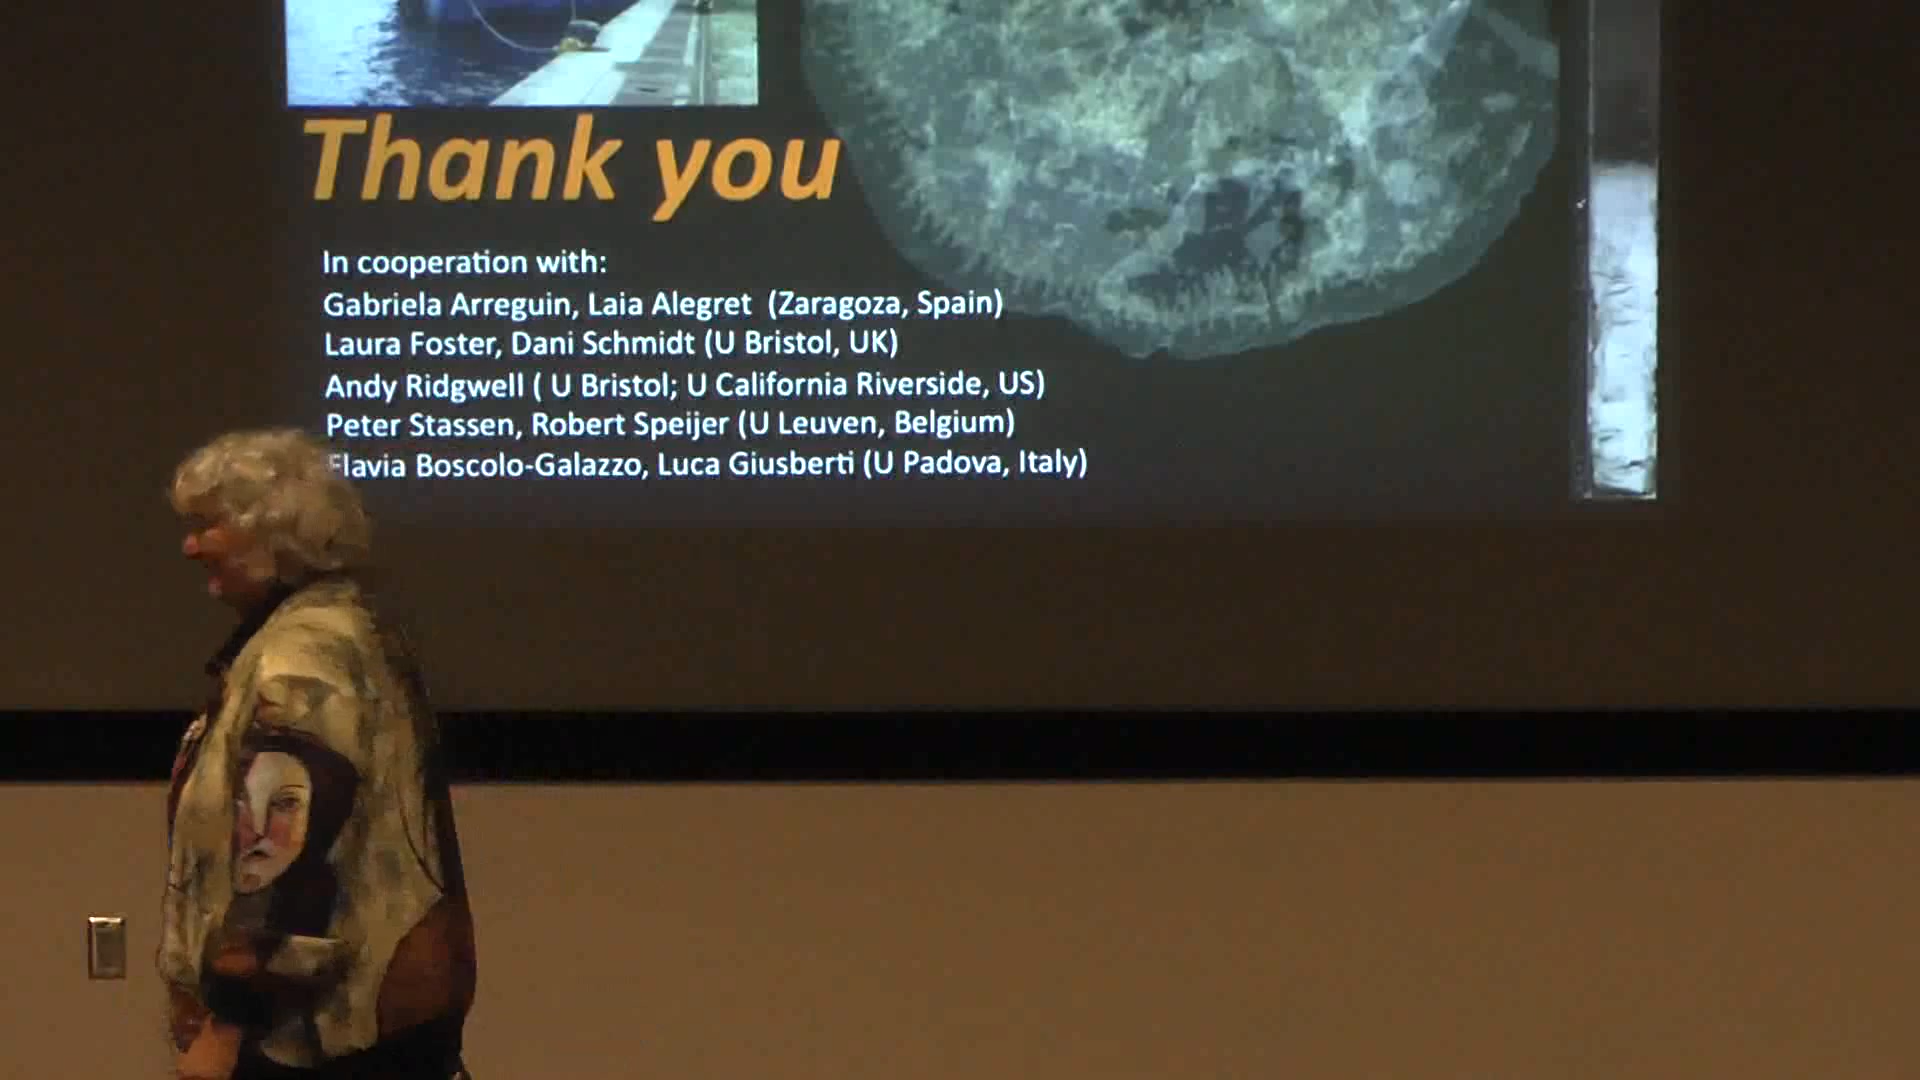 Thank you
In cooperation with:
Gabriela Arreguin, Laia Alegret (Zaragoza, Spain)
Laura Foster, Dani Schmidt (U Bristol, UK)
Andy Ridgwell ( U Bristol; U California Riverside, US)
Peter Stassen, Robert Speijer (U Leuven, Belgium)
Flavia Boscolo-Galazzo, Luca Giusberti (U Padova, Italy)